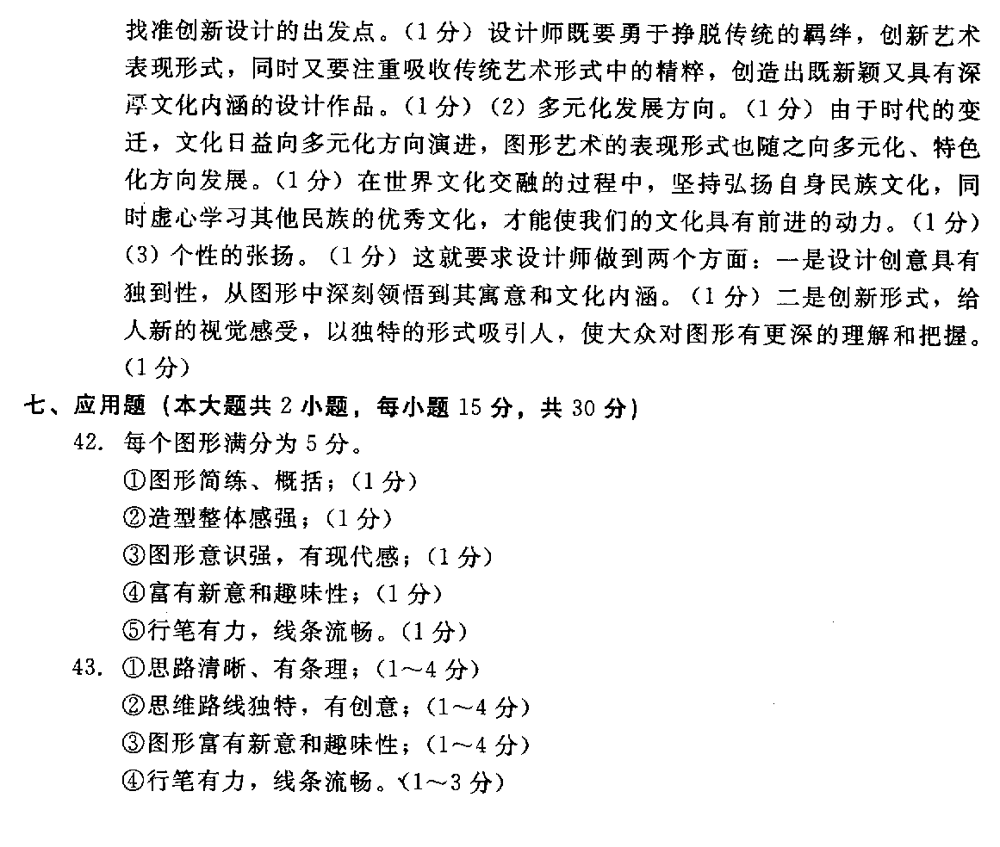 找准创新设计的出发点。（1 分）设计师既要勇于挣脱传统的羁绊，创新艺术
表现形式，同时又要注重吸收传统艺术形式中的精粹，创造出既新颖又具有深
厚文化内涵的设计作品。（1 分）（2）多元化发展方向。（1 分）由于时代的变
迁，文化日益向多元化方向演进，图形艺术的表现形式也随之向多元化、特色
化方向发展。（1 分）在世界文化交融的过程中，坚持弘扬自身民族文化，同
时虚心学习其他民族的优秀文化，才能使我们的文化具有前进的动力。（1 分）
（3）个性的张扬。（1 分）这就要求设计师做到两个方面：一是设计创意具有
独到性，从图形中深刻领悟到其寓意和文化内涵。（1 分）二是创新形式，给
人新的视觉感受，以独特的形式吸引人，使大众对图形有更深的理解和把握。
（1 分）
七、应用题（本大题共 2 小题，每小题 15 分，共 30 分）
42. 每个图形满分为 5 分。
①图形简练、概括；（1 分）
②造型整体感强；（1 分）
③图形意识强，有现代感；（1 分）
④富有新意和趣味性；（1 分）
⑤行笔有力，线条流畅。（1 分）
43. ①思路清晰、有条理；（1～4 分）
②思维路线独特，有创意；（1～4 分）
③图形富有新意和趣味性；（1～4 分）
④行笔有力，线条流畅。（1～3 分）